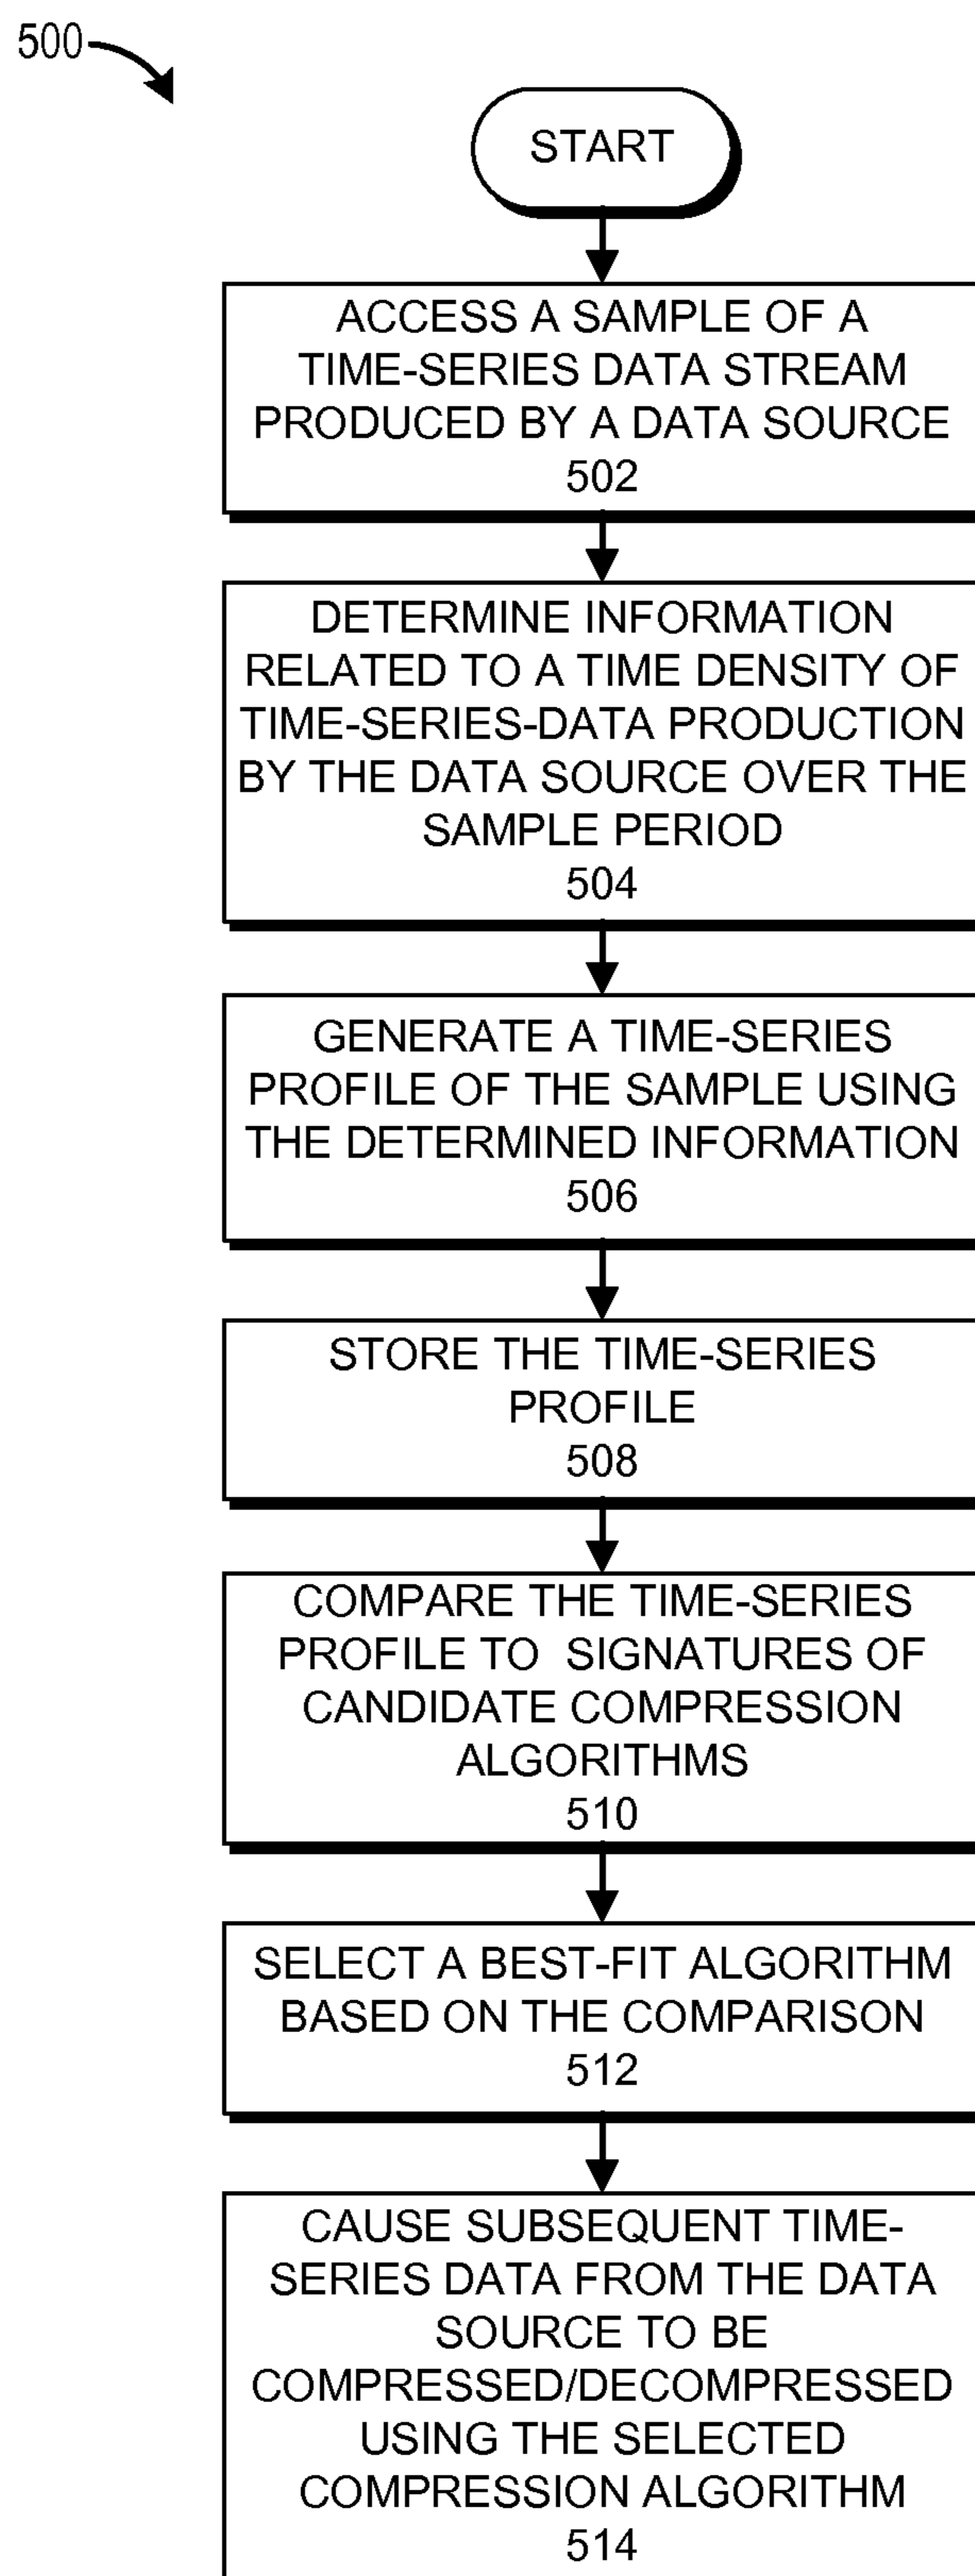 500
START
ACCESS A SAMPLE OF A
TIME-SERIES DATA STREAM
PRODUCED BY A DATA SOURCE
502
DETERMINE INFORMATION
RELATED TO A TIME DENSITY OF
TIME-SERIES-DATA PRODUCTION
BY THE DATA SOURCE OVER THE
SAMPLE PERIOD
504
GENERATE A TIME-SERIES
PROFILE OF THE SAMPLE USING
THE DETERMINED INFORMATION
506
STORE THE TIME-SERIES
PROFILE
508
COMPARE THE TIME-SERIES
PROFILE TO  SIGNATURES OF
CANDIDATE COMPRESSION
ALGORITHMS
510
SELECT A BEST-FIT ALGORITHM
BASED ON THE COMPARISON
512
CAUSE SUBSEQUENT TIME-
SERIES DATA FROM THE DATA
SOURCE TO BE
COMPRESSED/DECOMPRESSED
USING THE SELECTED
COMPRESSION ALGORITHM
514